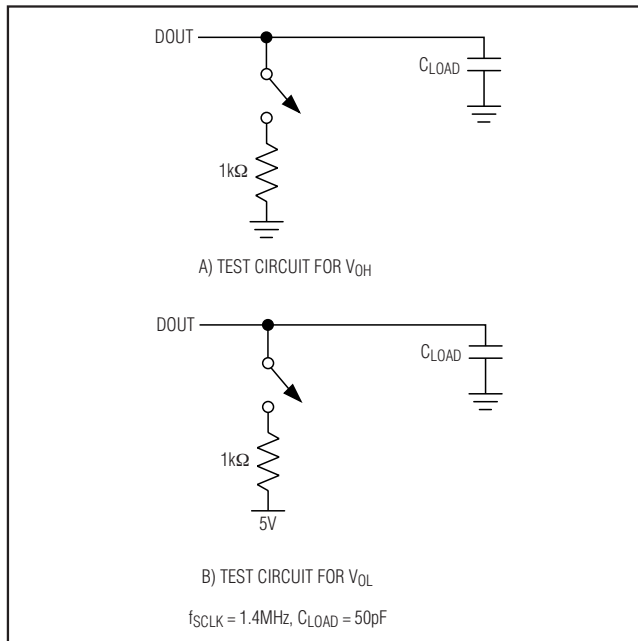 DOUT
CLOAD
1kΩ
A) TEST CIRCUIT FOR VOH
DOUT
CLOAD
1kΩ
5V
B) TEST CIRCUIT FOR VOL
fSCLK = 1.4MHz, CLOAD = 50pF